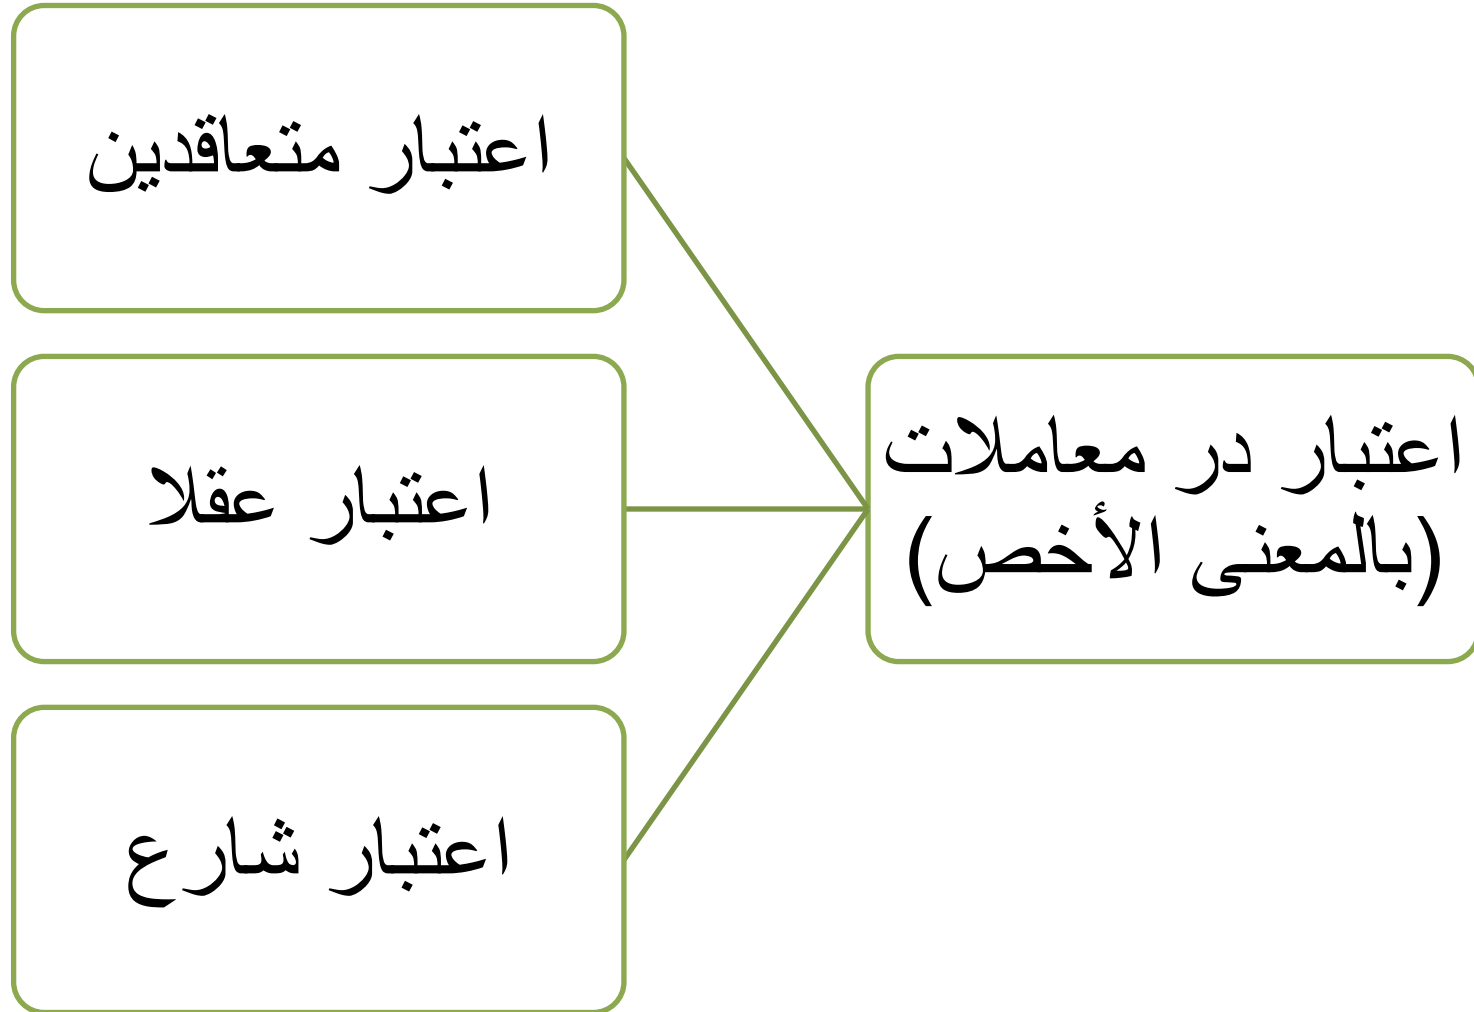 اعتبار در معاملات
(بالمعنى الأخص)
اعتبار متعاقدين
اعتبار عقلا
اعتبار شارع